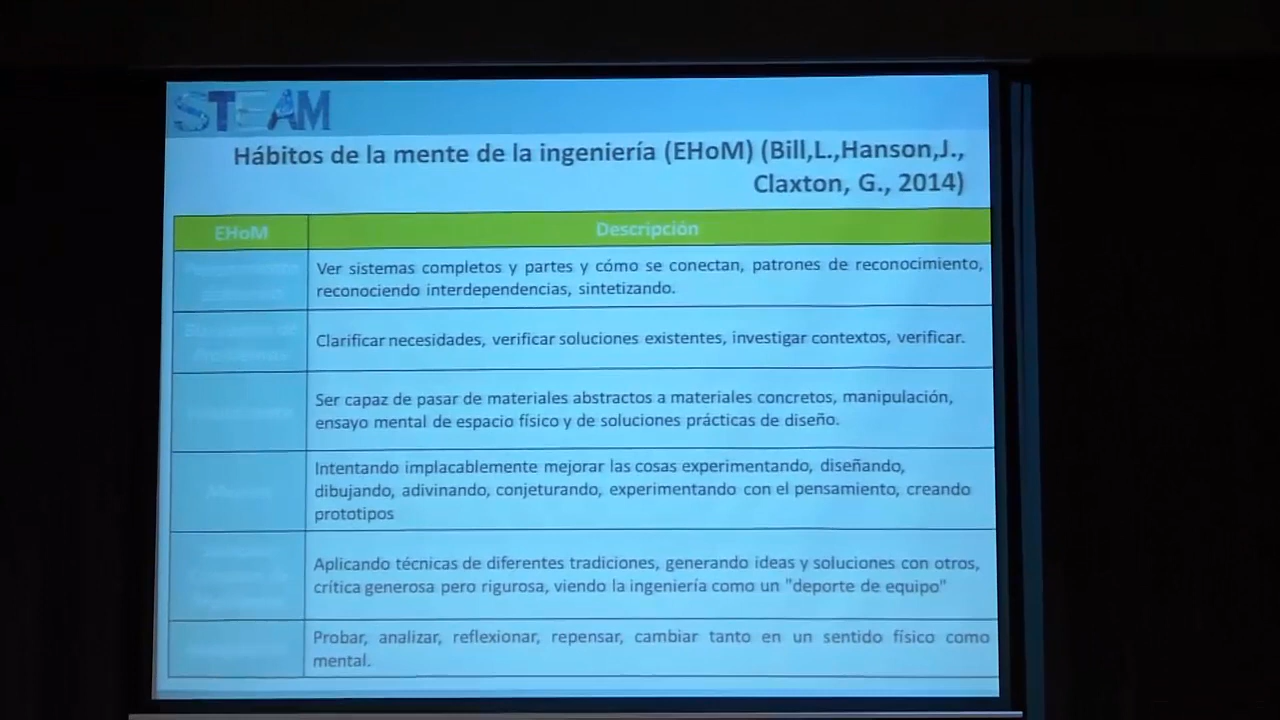 STEAM
Hábitos de la mente de la ingeniería (EHoM) (Bill,L.,Hanson,J.,
Claxton, G., 2014)
EHoM
Descripción
Ver sistemas completos y partes y cómo se conectan, patrones de reconocimiento,
reconociendo interdependencias, sintetizando.
Clarificar necesidades, verificar soluciones existentes, investigar contextos, verificar.
Ser capaz de pasar de materiales abstractos a materiales concretos, manipulación,
ensayo mental de espacio físico y de soluciones prácticas de diseño.
Intentando implacablemente mejorar las cosas experimentando, diseñando,
dibujando, adivinando, conjeturando, experimentando con el pensamiento, creando
prototipos
Aplicando técnicas de diferentes tradiciones, generando ideas y soluciones con otros,
crítica generosa pero rigurosa, viendo la ingeniería como un "deporte de equipo"
Probar, analizar, reflexionar, repensar, cambiar tanto en un sentido físico como
mental.